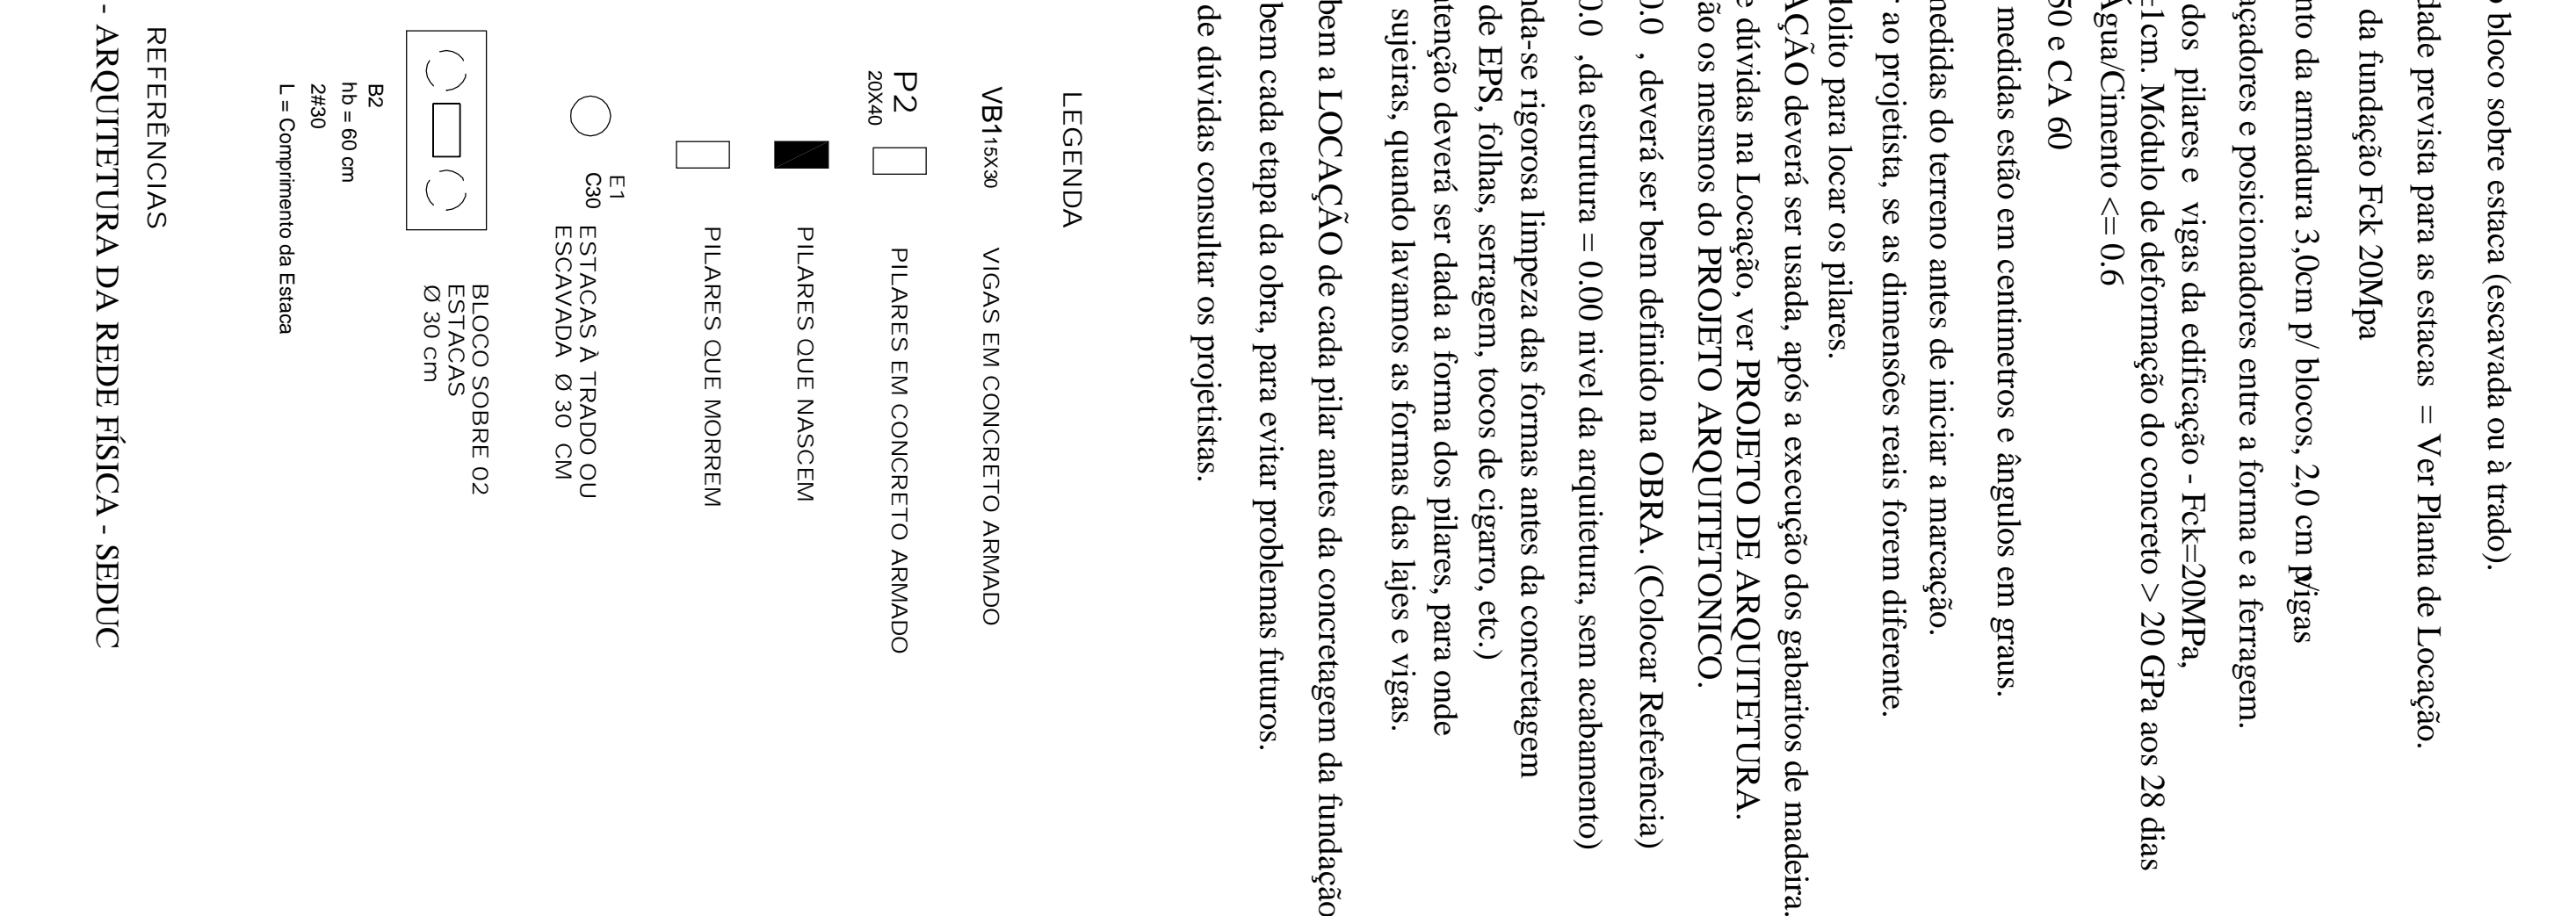 bloco sobre estaca (escavada ou à trado).
dade prevista para as estacas = Ver Planta de Locação.
da fundação Fck 20Mpa
nto da armadura 3,0cm p/ blocos, 2,0 cm p/vigas
açadores e posicionadores entre a forma e a ferragem.
dos pilares e vigas da edificação - Fck=20MPa,
±1cm. Módulo de deformação do concreto > 20 GPa aos 28 dias
Água/Cimento <= 0.6
50 e CA 60
medidas estão em centimetros e ângulos em graus.
medidas do terreno antes de iniciar a marcação.
r ao projetista, se as dimensões reais forem diferente.
dolito para locar os pilares.
AÇÃO deverá ser usada, após a execução dos gabaritos de madeira.
e dúvidas na Locação, ver PROJETO DE ARQUITETURA.
ão os mesmos do PROJETO ARQUITETONICO.
0.0 , deverá ser bem definido na OBRA. (Colocar Referência)
0.0 ,da estrutura = 0.00 nivel da arquitetura, sem acabamento)
nda-se rigorosa limpeza das formas antes da concretagem
de EPS, folhas, serragem, tocos de cigarro, etc.)
tenção deverá ser dada a forma dos pilares, para onde
sujeiras, quando lavamos as formas das lajes e vigas.
bem a LOCAÇÃO de cada pilar antes da concretagem da fundação
bem cada etapa da obra, para evitar problemas futuros.
de dúvidas consultar os projetistas.
LEGENDA
VB1 15X30 VIGAS EM CONCRETO ARMADO
P2
20X40
PILARES EM CONCRETO ARMADO
PILARES QUE NASCEM
PILARES QUE MORREM
E1
C30
ESTACAS À TRADO OU
ESCAVADA Ø 30 CM
BLOCO SOBRE 02
ESTACAS
Ø 30 cm
B2
hb = 60 cm
2#30
L = Comprimento da Estaca
REFERÊNCIAS
- ARQUITETURA DA REDE FÍSICA - SEDUC